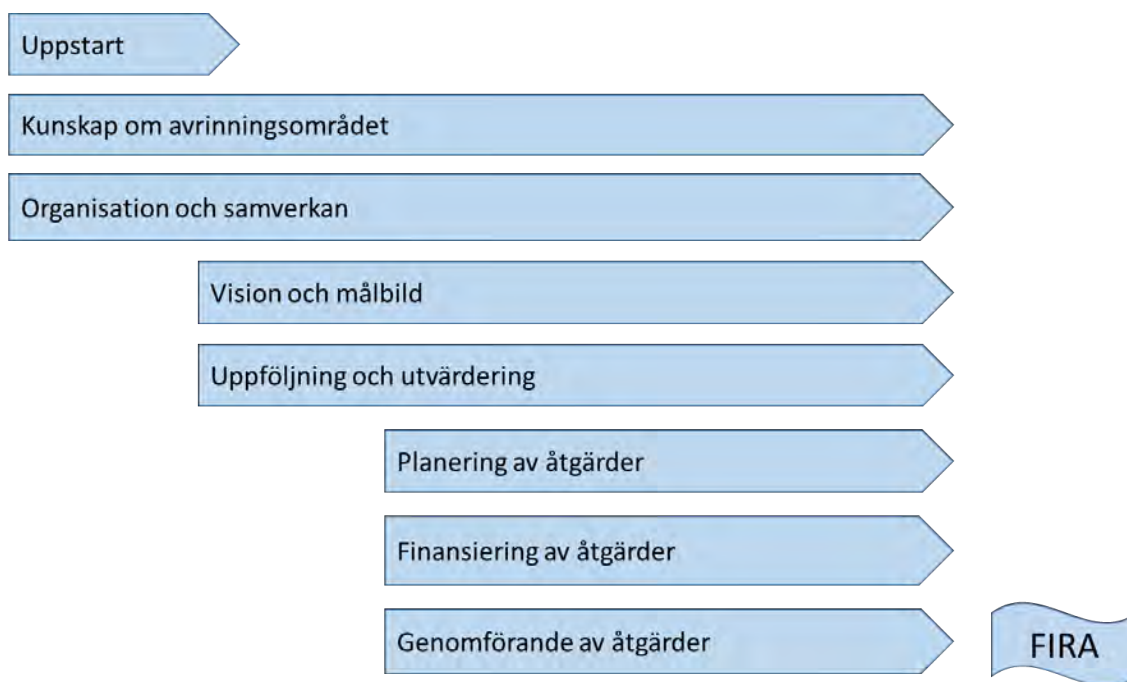 Uppstart
Kunskap om avrinningsområdet
Organisation och samverkan
Vision och målbild
Uppföljning och utvärdering
Planering av åtgärder
Finansiering av åtgärder
Genomförande av åtgärder
FIRA